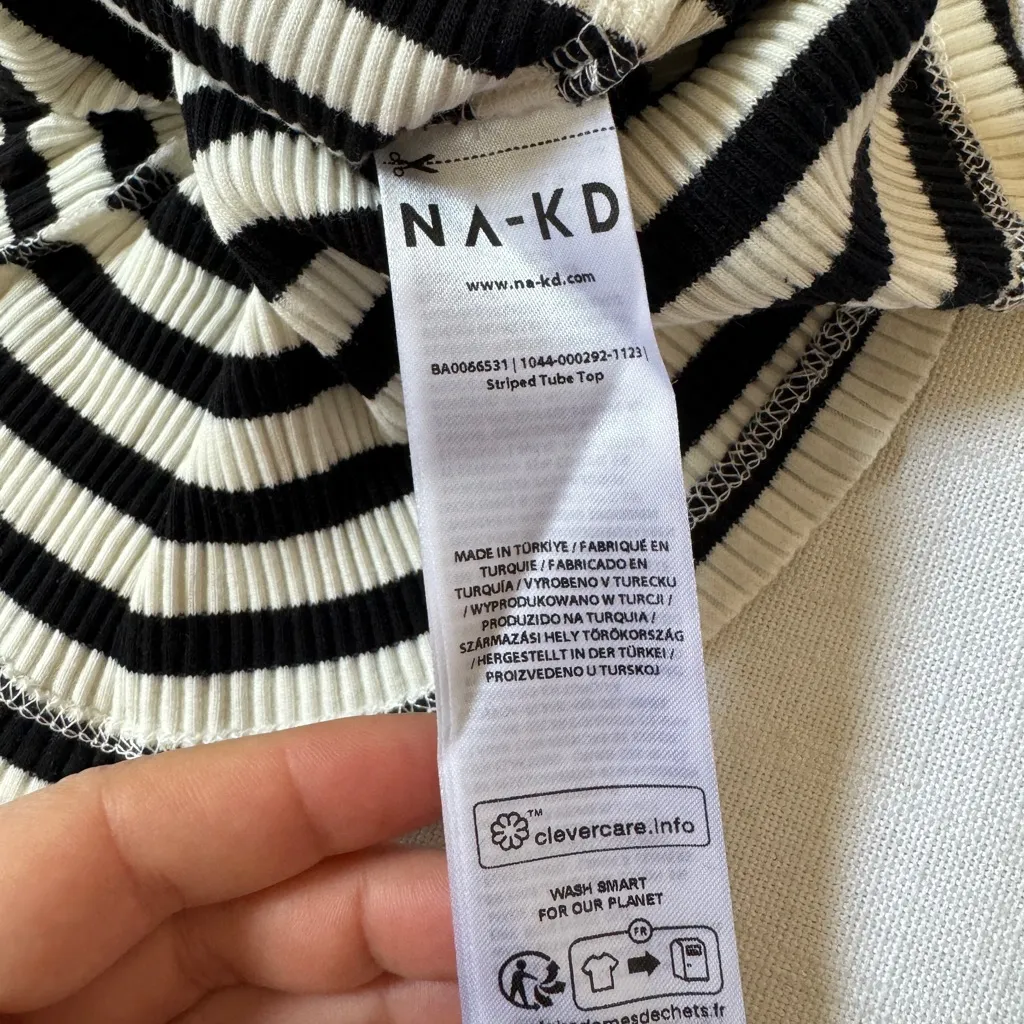 NA-KD
www.na-kd.com
BA0066531 | 1044-000292-1123 |
Striped Tube Top
MADE IN TÜRKİYE / FABRIQUÉ EN
TURQUIE / FABRICADO EN
TURQUÍA / VYROBENO V TURECKU
/ WYPRODUKOWANO W TURCJI /
PRODUZIDO NA TURQUIA /
SZÁRMAZÁSI HELY TÖRÖKORSZÁG
/ HERGESTELLT IN DER TÜRKEI /
PROIZVEDENO U TURSKOJ
TM
clevercare.info
WASH SMART
FOR OUR PLANET
FR